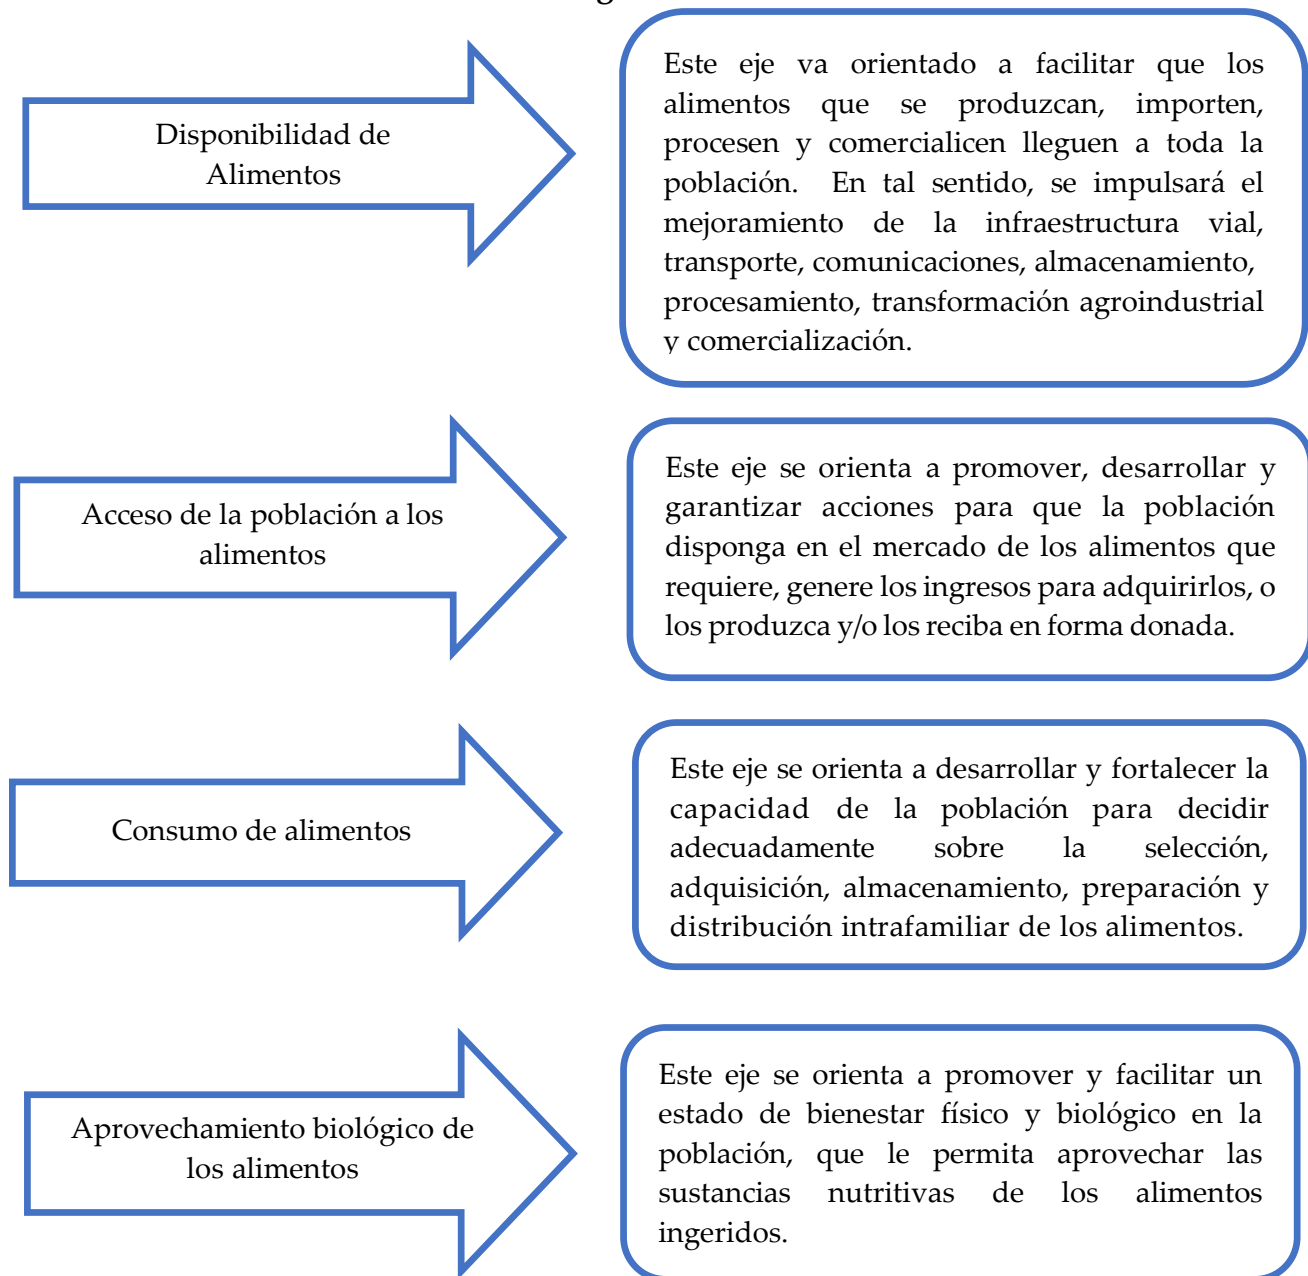 Disponibilidad de
Alimentos
Este eje va orientado a facilitar que los
alimentos que se produzcan, importen,
procesen y comercialicen lleguen a toda la
población. En tal sentido, se impulsará el
mejoramiento de la infraestructura vial,
transporte, comunicaciones, almacenamiento,
procesamiento, transformación agroindustrial
y comercialización.
Acceso de la población a los
alimentos
Este eje se orienta a promover, desarrollar y
garantizar acciones para que la población
disponga en el mercado de los alimentos que
requiere, genere los ingresos para adquirirlos, o
los produzca y/o los reciba en forma donada.
Consumo de alimentos
Este eje se orienta a desarrollar y fortalecer la
capacidad de la población para decidir
adecuadamente sobre la selección,
adquisición, almacenamiento, preparación y
distribución intrafamiliar de los alimentos.
Aprovechamiento biológico de
los alimentos
Este eje se orienta a promover y facilitar un
estado de bienestar físico y biológico en la
población, que le permita aprovechar las
sustancias nutritivas de los alimentos
ingeridos.